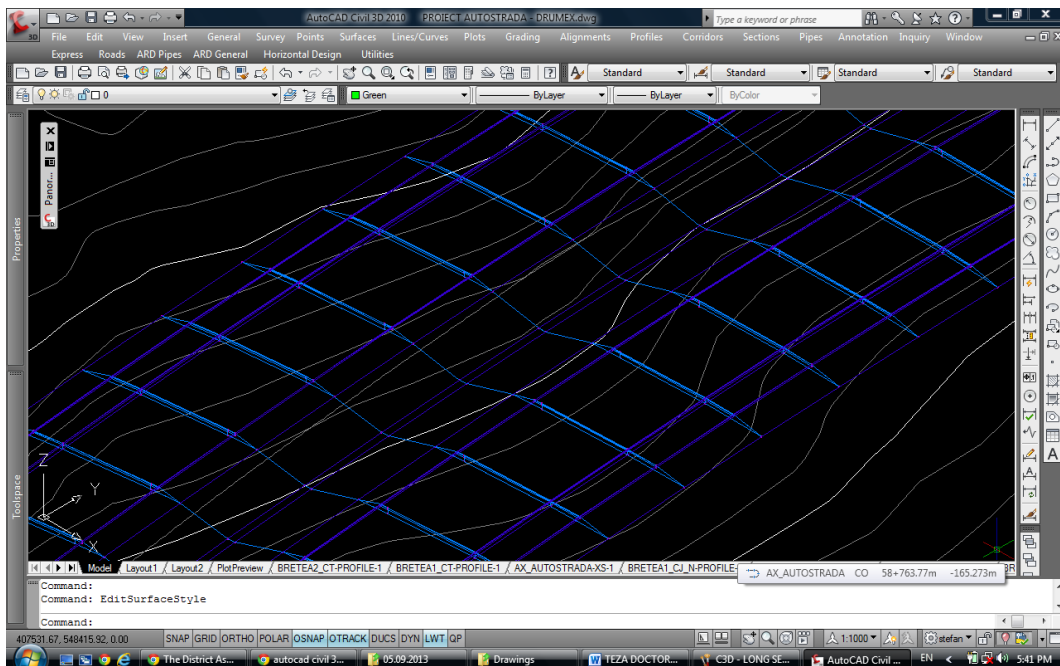 AutoCAD Civil 3D 2010 PROIECT AUTOSTRADA - DRUMEX.dwg Type a keyword or phrase
3D File Edit View Insert General Survey Points Surfaces Lines/Curves Plots Grading Alignments Profiles Corridors Sections Pipes Annotation Inquiry Window
Express Roads ARD Pipes ARD General Horizontal Design Utilities
Standard Standard Standard Standard
0 Green ByLayer ByLayer ByColor
Panor...
Properties
Toolspace
Z
Y
X
Model Layout1 Layout2 PlotPreview BRETEA2_CT-PROFILE-1 BRETEA1_CT-PROFILE-1 AX_AUTOSTRADA-XS-1 BRETEA1_CJ_N-PROFILE-
AX_AUTOSTRADA CO 58+763.77m -165.273m
Command:
Command: EditSurfaceStyle
Command:
407531.67, 548415.92, 0.00 SNAP GRID ORTHO POLAR OSNAP OTRACK DUCS DYN LWT QP 1:1000 stefan
The District As... autocad civil 3... 05.09.2013 Drawings TEZA DOCTOR... C3D - LONG SE... AutoCAD Civil ... EN 5:41 PM